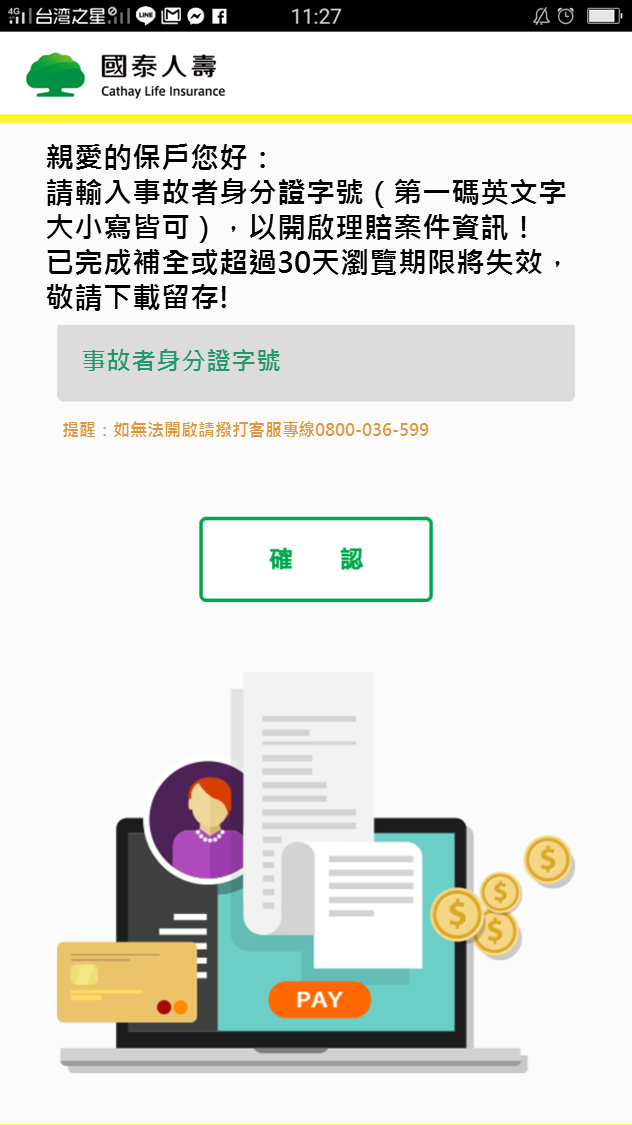 4G 台湾之星 LINE 11:27
國泰人壽
Cathay Life Insurance
親愛的保戶您好：
請輸入事故者身分證字號（第一碼英文字
大小寫皆可），以開啟理賠案件資訊！
已完成補全或超過30天瀏覽期限將失效，
敬請下載留存!
事故者身分證字號
提醒：如無法開啟請撥打客服專線0800-036-599
確 認
PAY